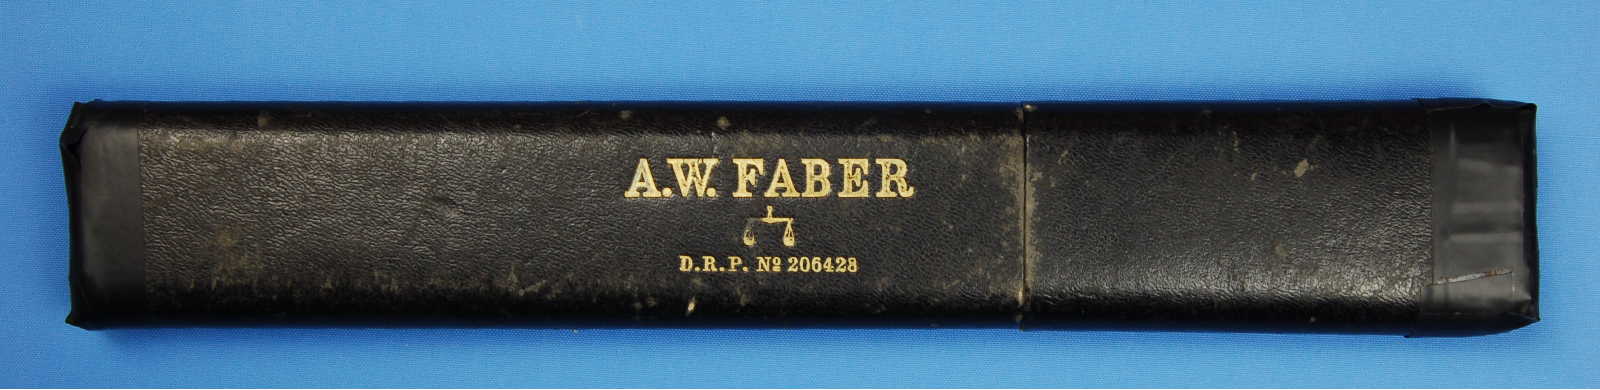 A.W. FABER
D.R.P. Nº 206428